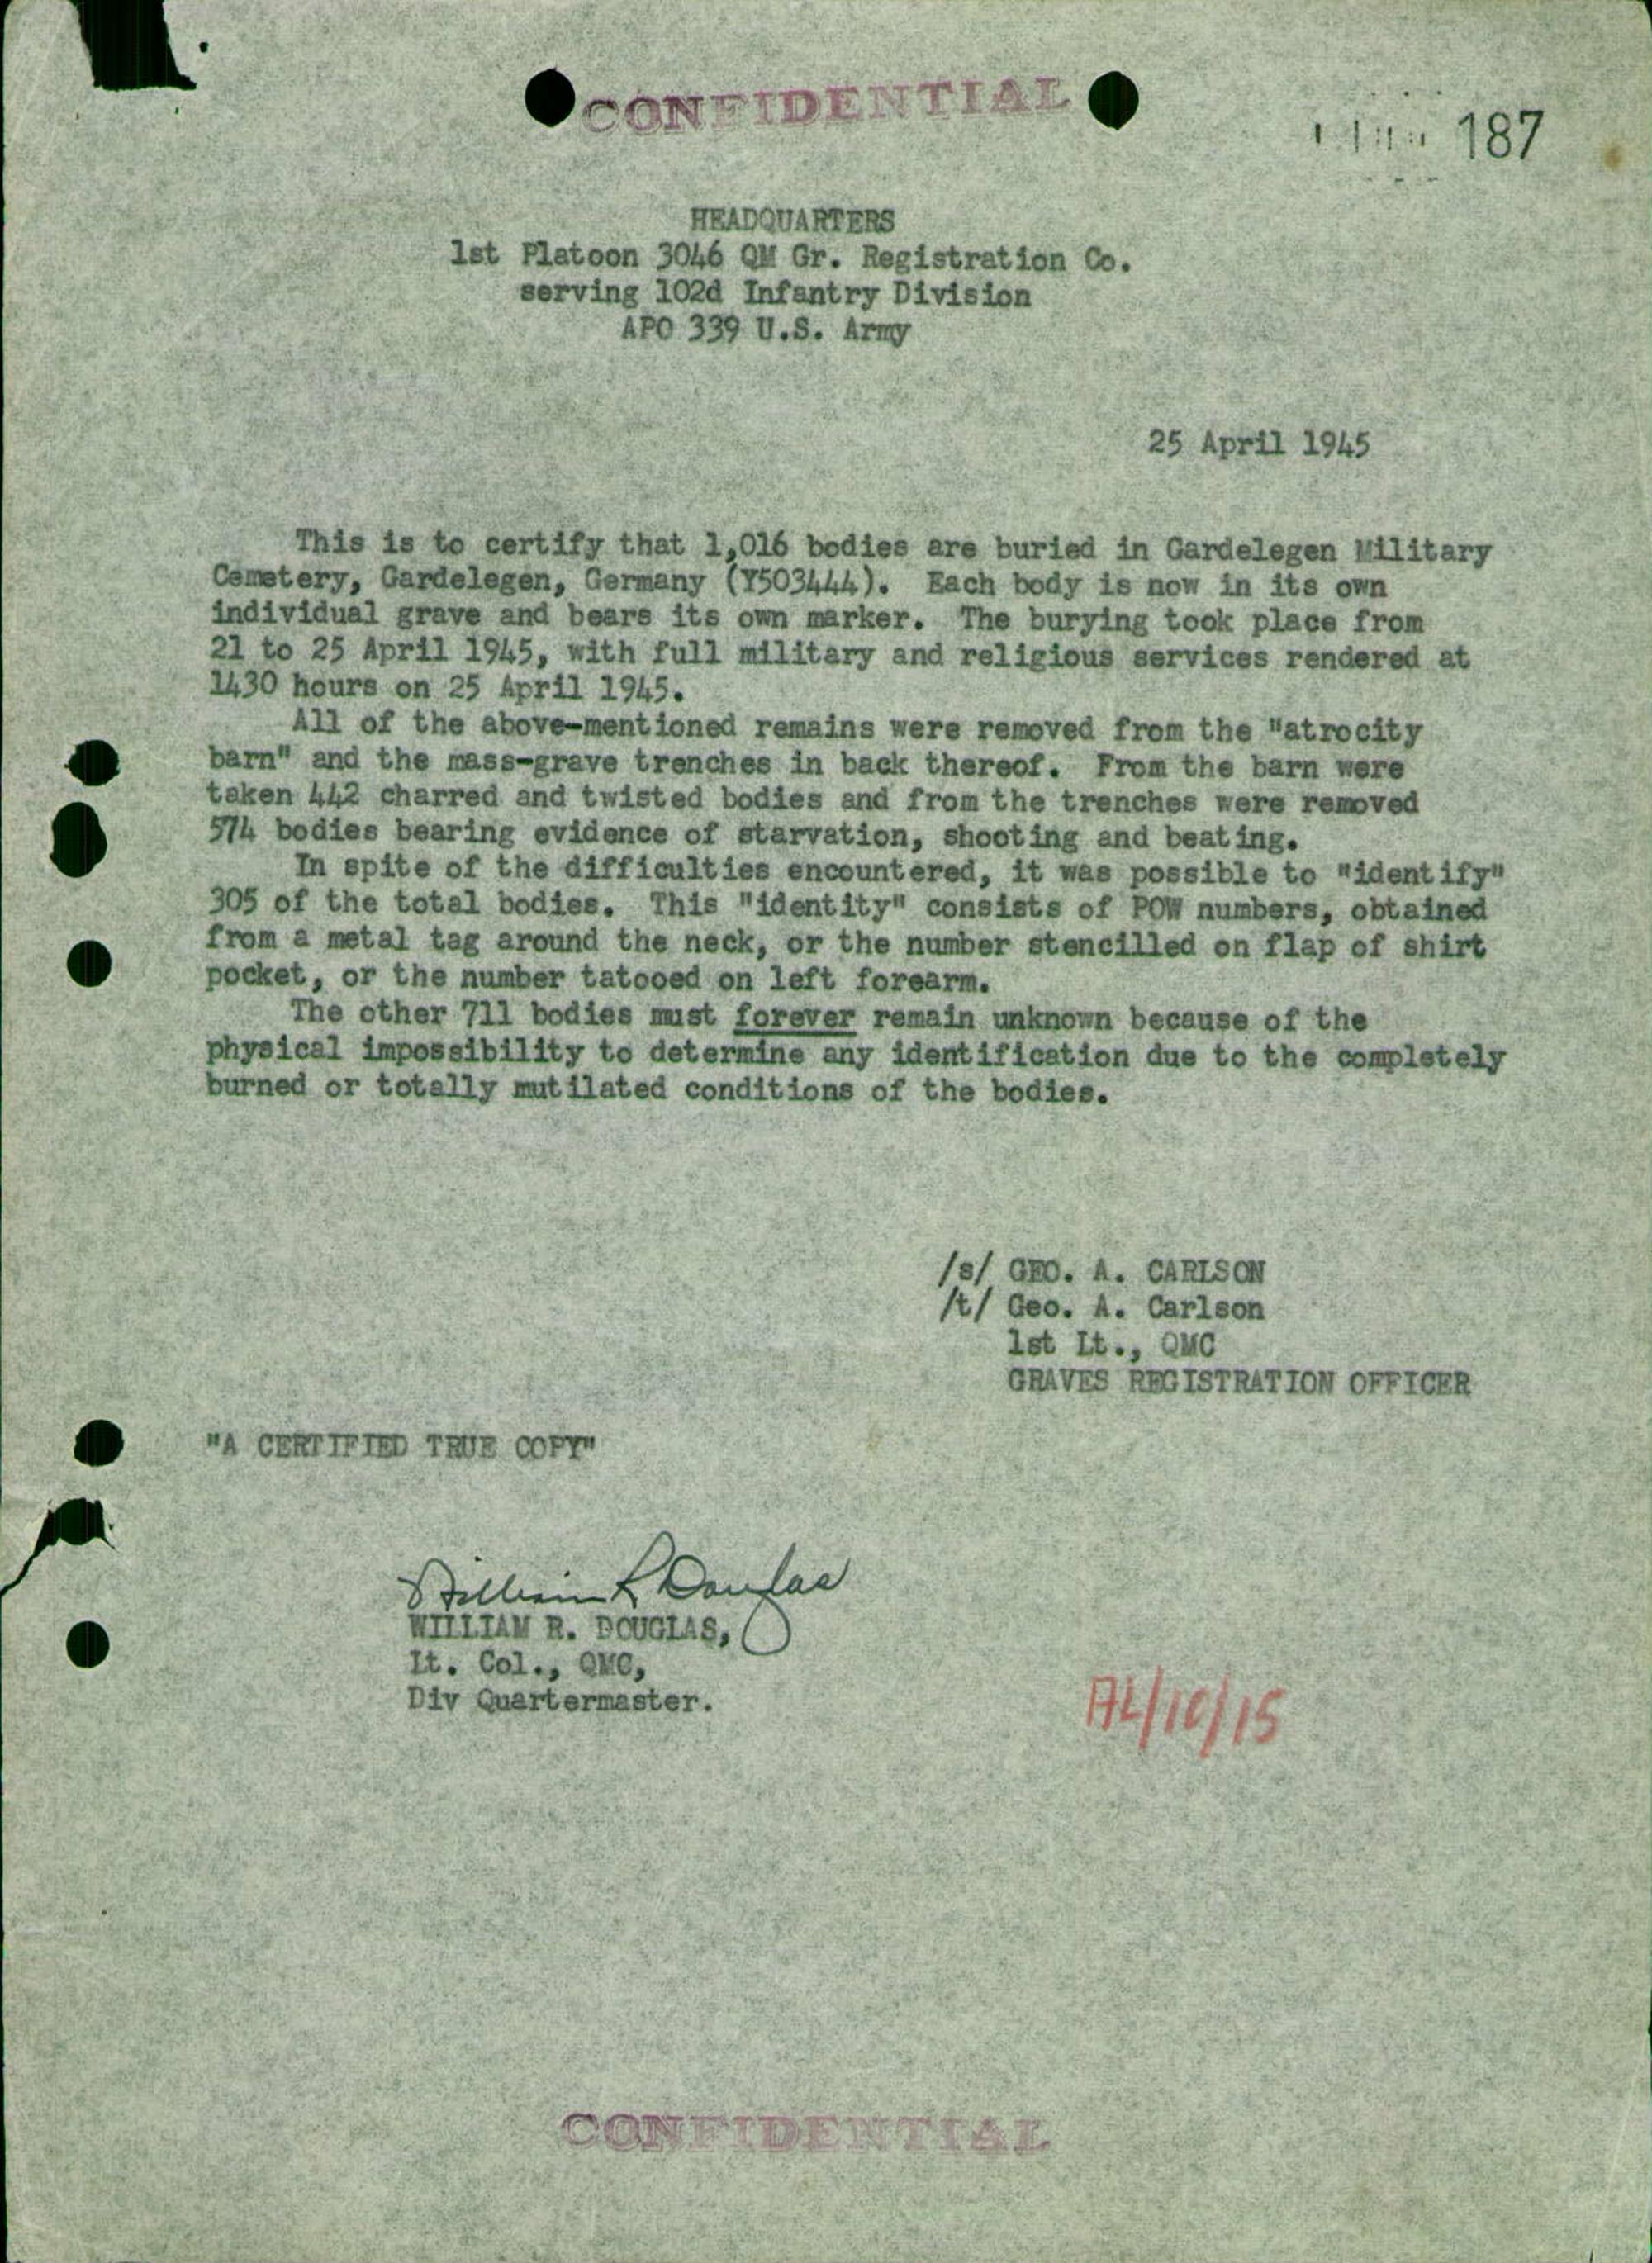 CONFIDENTIAL
187
HEADQUARTERS
1st Platoon 3046 QM Gr. Registration Co.
serving 102d Infantry Division
APO 339 U.S. Army
25 April 1945
This is to certify that 1,016 bodies are buried in Gardelegen Military
Cemetery, Gardelegen, Germany (Y503444). Each body is now in its own
individual grave and bears its own marker. The burying took place from
21 to 25 April 1945, with full military and religious services rendered at
1430 hours on 25 April 1945.
All of the above-mentioned remains were removed from the "atrocity
barn" and the mass-grave trenches in back thereof. From the barn were
taken 442 charred and twisted bodies and from the trenches were removed
574 bodies bearing evidence of starvation, shooting and beating.
In spite of the difficulties encountered, it was possible to "identify"
305 of the total bodies. This "identity" consists of POW numbers, obtained
from a metal tag around the neck, or the number stencilled on flap of shirt
pocket, or the number tatooed on left forearm.
The other 711 bodies must forever remain unknown because of the
physical impossibility to determine any identification due to the completely
burned or totally mutilated conditions of the bodies.
/s/ GEO. A. CARLSON
/t/ Geo. A. Carlson
1st Lt., QMC
GRAVES REGISTRATION OFFICER
"A CERTIFIED TRUE COPY"
William R Douglas
WILLIAM R. DOUGLAS,
Lt. Col., QMC,
Div Quartermaster.
AL/10/15
CONFIDENTIAL